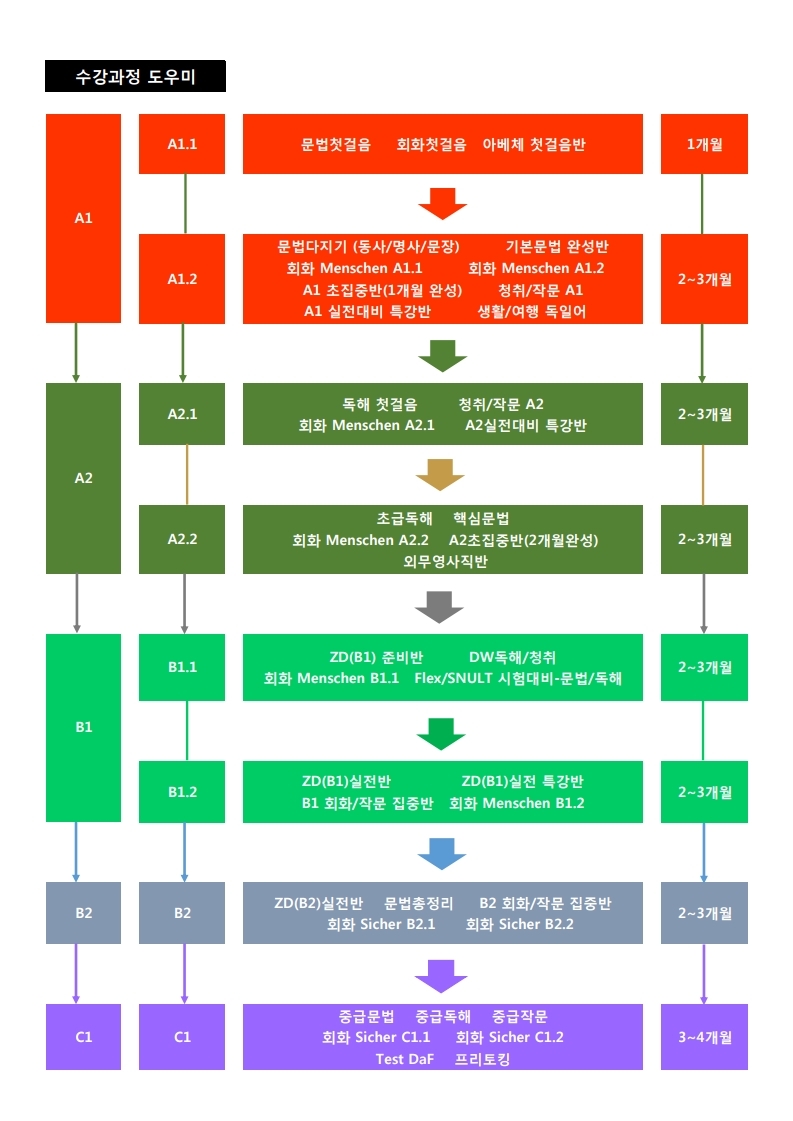 수강과정 도우미
A1
A1.1
문법첫걸음 회화첫걸음 아베체 첫걸음반
1개월
A1.2
문법다지기 (동사/명사/문장) 기본문법 완성반
회화 Menschen A1.1 회화 Menschen A1.2
A1 초집중반(1개월 완성) 청취/작문 A1
A1 실전대비 특강반 생활/여행 독일어
2~3개월
A2
A2.1
독해 첫걸음 청취/작문 A2
회화 Menschen A2.1 A2실전대비 특강반
2~3개월
A2.2
초급독해 핵심문법
회화 Menschen A2.2 A2초집중반(2개월완성)
외무영사직반
2~3개월
B1
B1.1
ZD(B1) 준비반 DW독해/청취
회화 Menschen B1.1 Flex/SNULT 시험대비-문법/독해
2~3개월
B1.2
ZD(B1)실전반 ZD(B1)실전 특강반
B1 회화/작문 집중반 회화 Menschen B1.2
2~3개월
B2
B2
ZD(B2)실전반 문법총정리 B2 회화/작문 집중반
회화 Sicher B2.1 회화 Sicher B2.2
2~3개월
C1
C1
중급문법 중급독해 중급작문
회화 Sicher C1.1 회화 Sicher C1.2
Test DaF 프리토킹
3~4개월